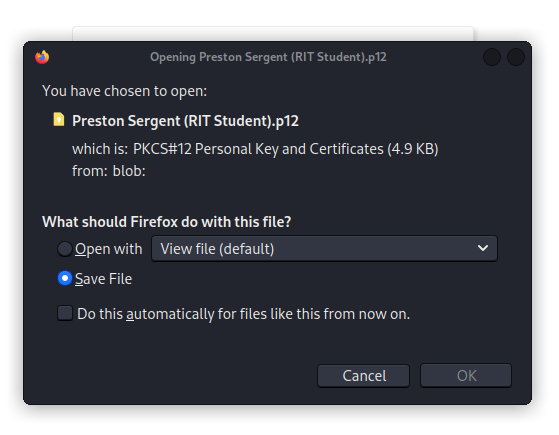 Opening Preston Sergent (RIT Student).p12
You have chosen to open:
Preston Sergent (RIT Student).p12
which is: PKCS#12 Personal Key and Certificates (4.9 KB)
from: blob:
What should Firefox do with this file?
Open with View file (default)
Save File
Do this automatically for files like this from now on.
Cancel OK